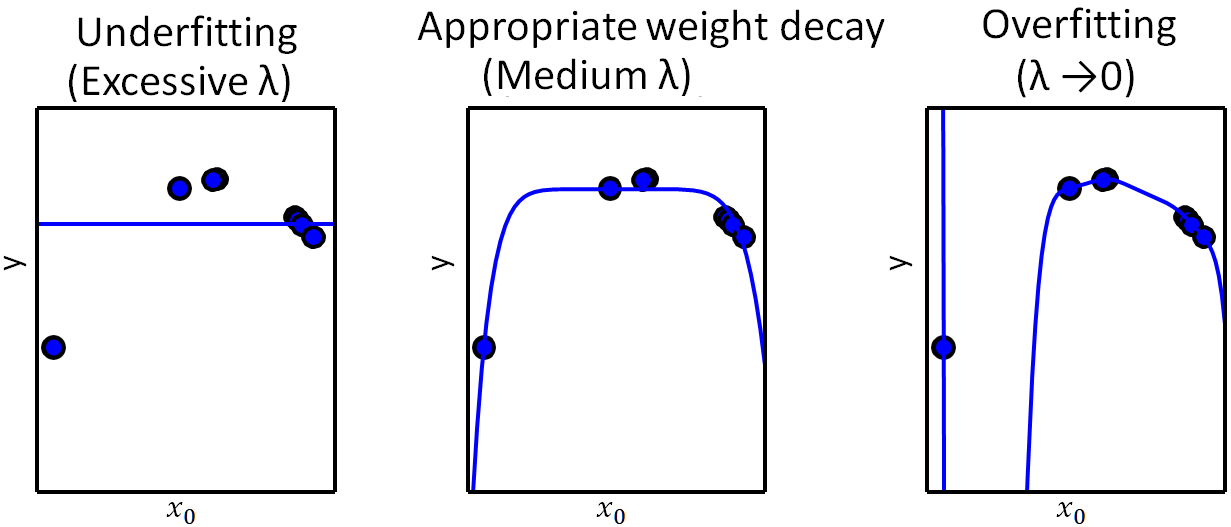 Underfitting
(Excessive λ)
Appropriate weight decay
(Medium λ)
Overfitting
(λ →0)
y
x₀
y
x₀
y
x₀